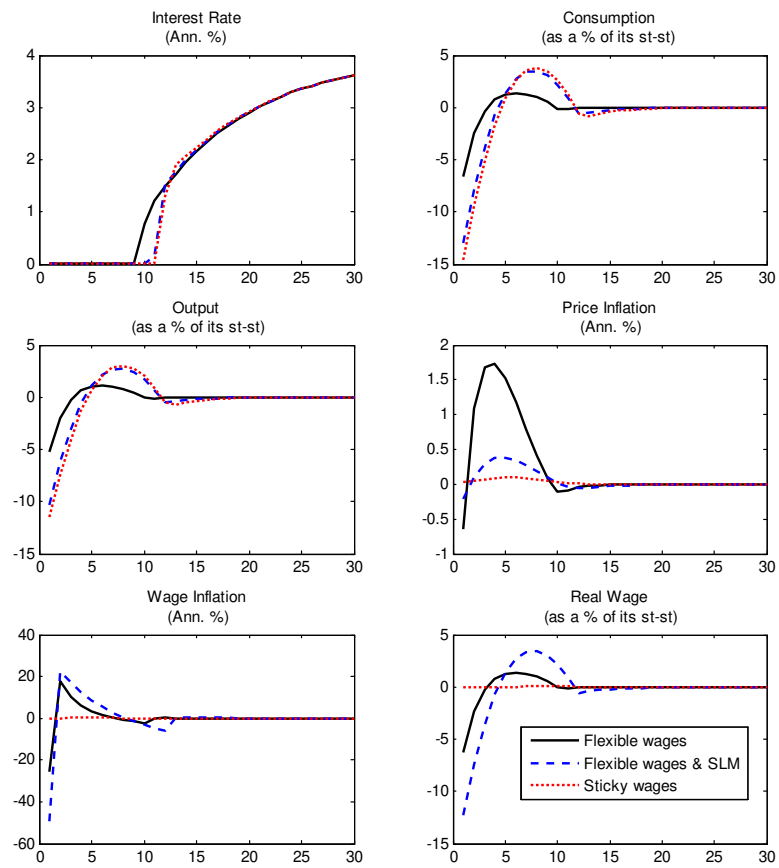 Interest Rate
(Ann. %)
4
3
2
1
0
0 5 10 15 20 25 30
Consumption
(as a % of its st-st)
5
0
-5
-10
-15
0 5 10 15 20 25 30
Output
(as a % of its st-st)
5
0
-5
-10
-15
0 5 10 15 20 25 30
Price Inflation
(Ann. %)
2
1.5
1
0.5
0
-0.5
-1
0 5 10 15 20 25 30
Wage Inflation
(Ann. %)
40
20
0
-20
-40
-60
0 5 10 15 20 25 30
Real Wage
(as a % of its st-st)
5
0
-5
-10
-15
0 5 10 15 20 25 30
Flexible wages
Flexible wages & SLM
Sticky wages